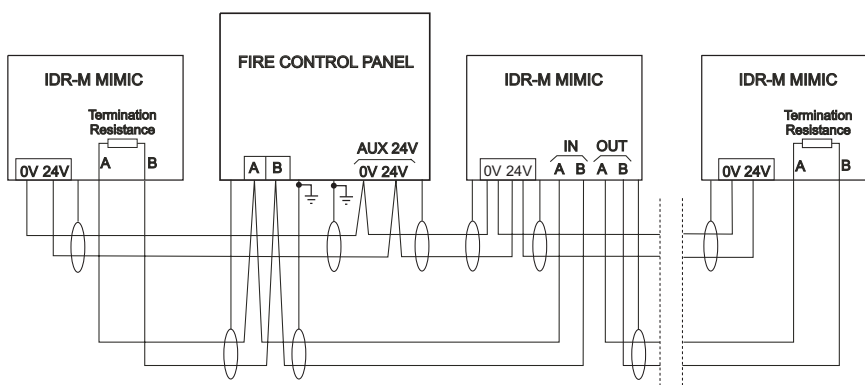 IDR-M MIMIC
Termination
Resistance
A
B
0V 24V
FIRE CONTROL PANEL
A B
AUX 24V
0V 24V
IDR-M MIMIC
IN OUT
0V 24V
A B A B
IDR-M MIMIC
Termination
Resistance
0V 24V
A
B